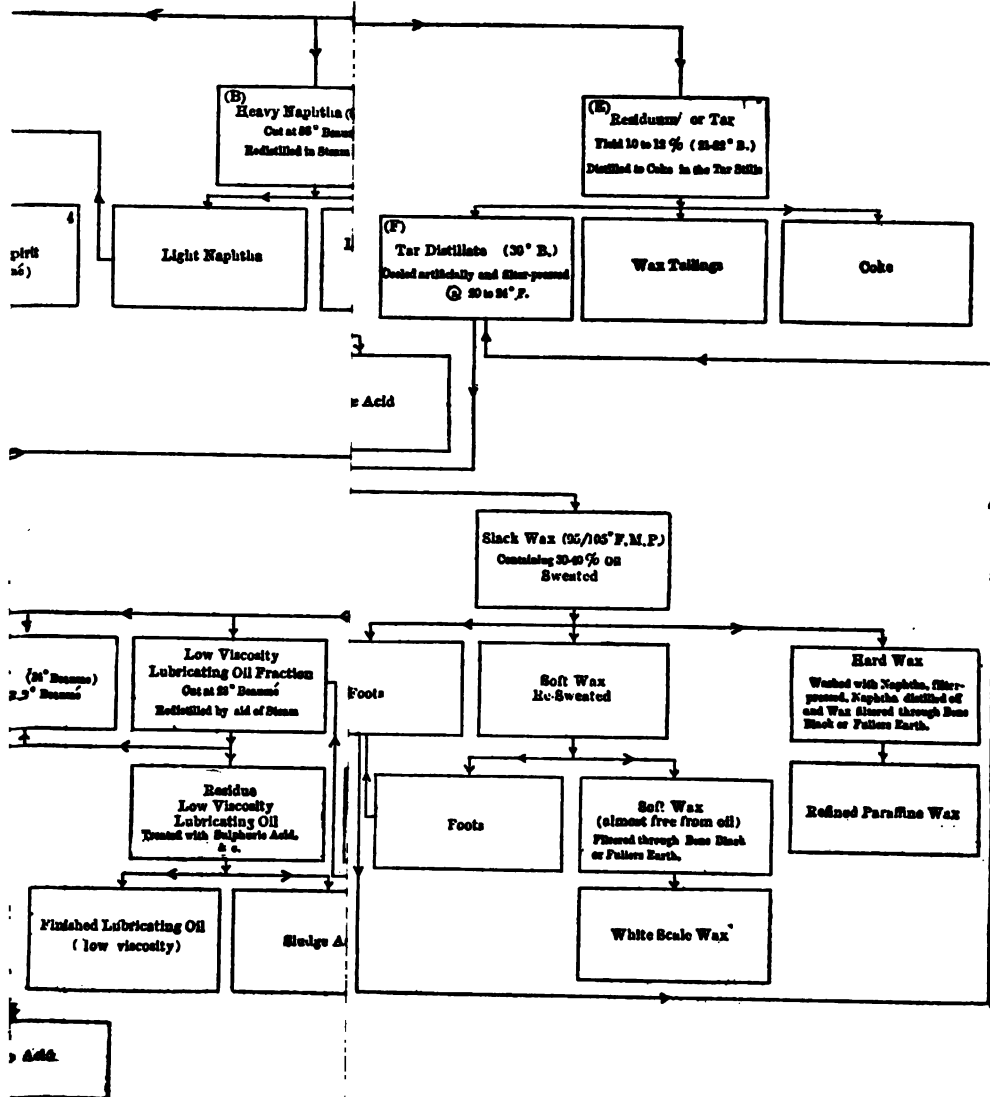 (B)
Heavy Naphtha
Cut at
Redistilled in Steam
(E)
Residuum or Tar
Yield 10 to 12 %
Distilled to Coke in the Tar Stills
Light Naphtha
(F)
Tar Distillate (30° B.)
Cooled artificially and filter-pressed
@ 20 to 24° F.
Wax Tailings
Coke
Acid
Slack Wax (95/105° F. M. P.)
Containing 30-40 % Oil
Sweated
Low Viscosity
Lubricating Oil Fraction
Cut at 28° Beaumé
Redistilled by aid of Steam
Foots
Soft Wax
Re-Sweated
Hard Wax
Washed with Naphtha, filter-
pressed, Naphtha distilled off
and Wax filtered through Bone
Black or Fullers Earth.
Residue
Low Viscosity
Lubricating Oil
Treated with Sulphuric Acid,
& c.
Foots
Soft Wax
(almost free from oil)
Filtered through Bone Black
or Fullers Earth.
Refined Paraffine Wax
Finished Lubricating Oil
( low viscosity)
Sludge
White Scale Wax
Acid